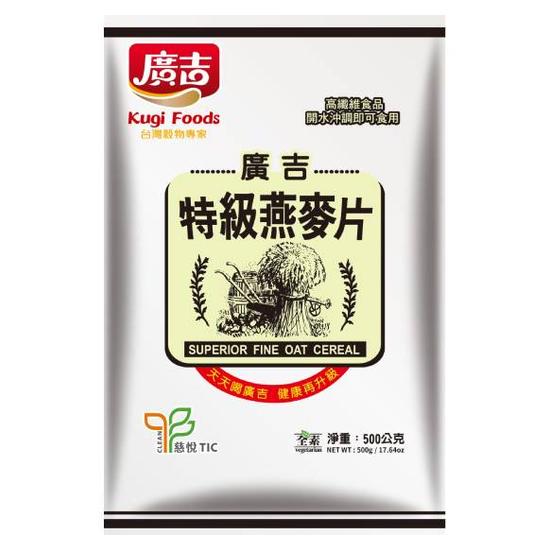 廣吉
Kugi Foods
台灣穀物專家
高纖維食品
開水沖調即可食用
廣吉
特級燕麥片
SUPERIOR FINE OAT CEREAL
天天喝廣吉 健康再升級
CLEAN
慈悅TIC
全素
vegetarian
淨重：500公克
NET WT : 500g / 17.64oz